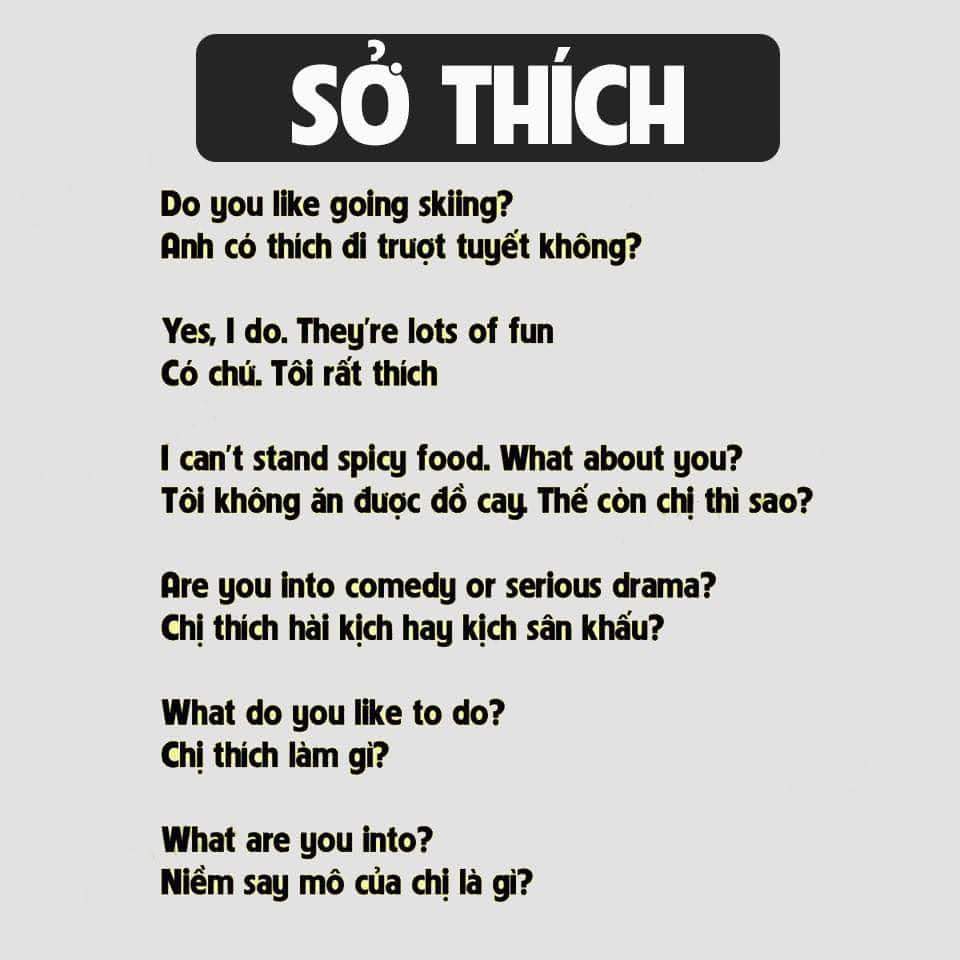 SỞ THÍCH
Do you like going skiing?
Anh có thích đi trượt tuyết không?
Yes, I do. They're lots of fun
Có chứ. Tôi rất thích
I can't stand spicy food. What about you?
Tôi không ăn được đồ cay. Thế còn chị thì sao?
Are you into comedy or serious drama?
Chị thích hài kịch hay kịch sân khấu?
What do you like to do?
Chị thích làm gì?
What are you into?
Niềm say mô của chị là gì?